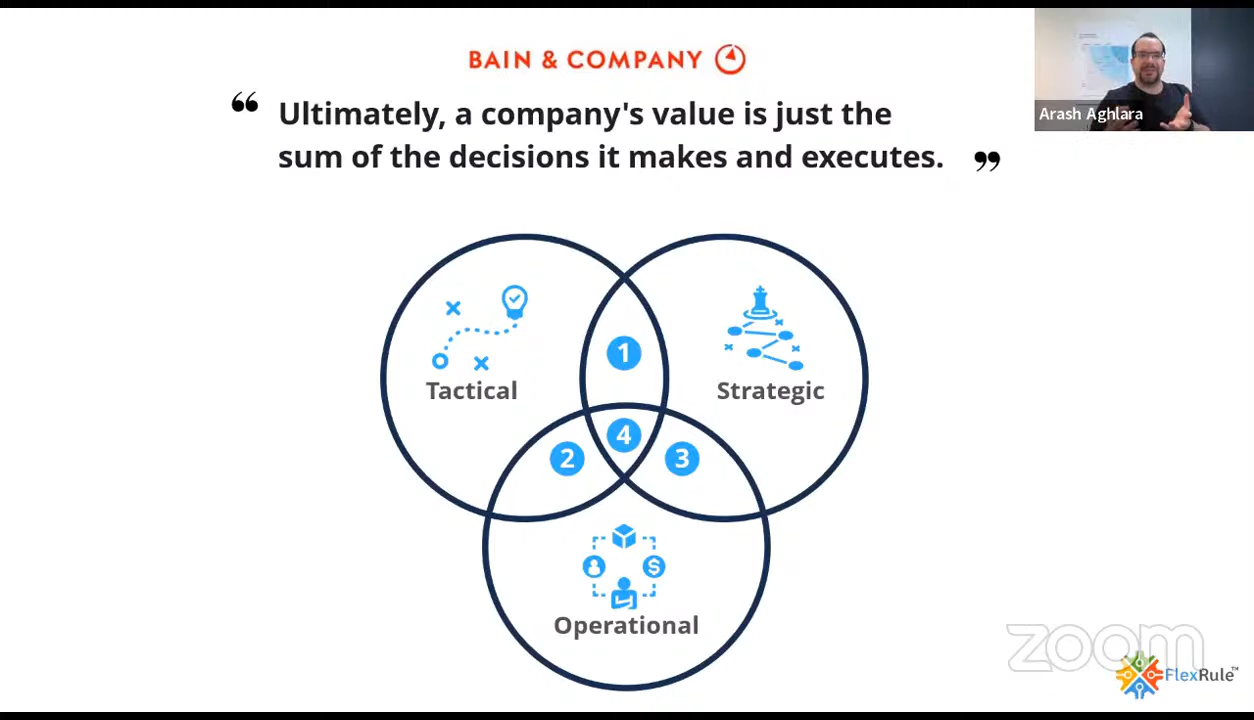 BAIN & COMPANY
Arash Aghlara
“ Ultimately, a company's value is just the
sum of the decisions it makes and executes. ”
Tactical
1
Strategic
2
4
3
Operational
zoom
FlexRule™